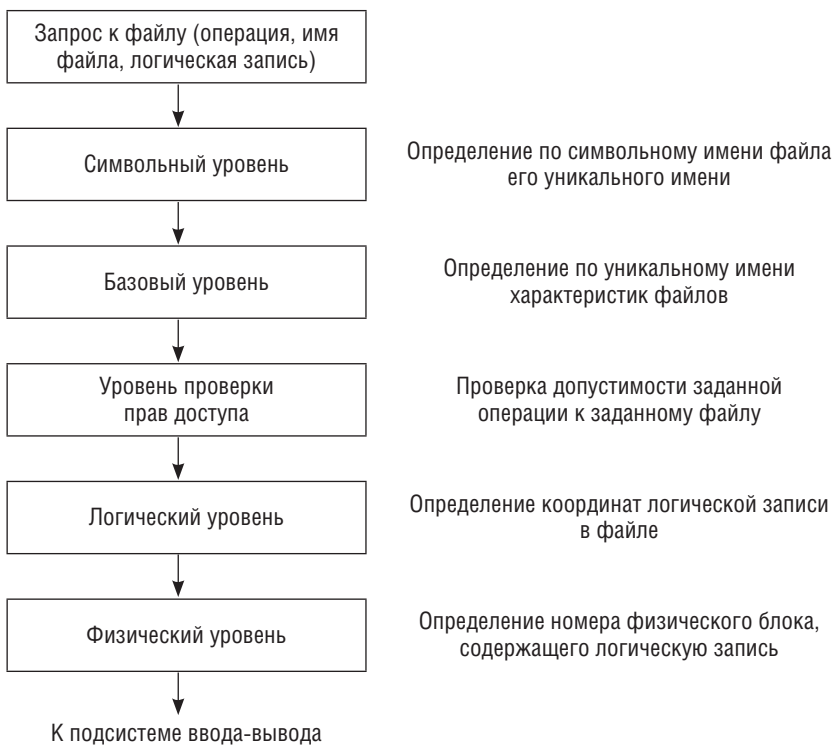 Запрос к файлу (операция, имя
файла, логическая запись)
Символьный уровень
Определение по символьному имени файла
его уникального имени
Базовый уровень
Определение по уникальному имени
характеристик файлов
Уровень проверки
прав доступа
Проверка допустимости заданной
операции к заданному файлу
Логический уровень
Определение координат логической записи
в файле
Физический уровень
Определение номера физического блока,
содержащего логическую запись
К подсистеме ввода-вывода